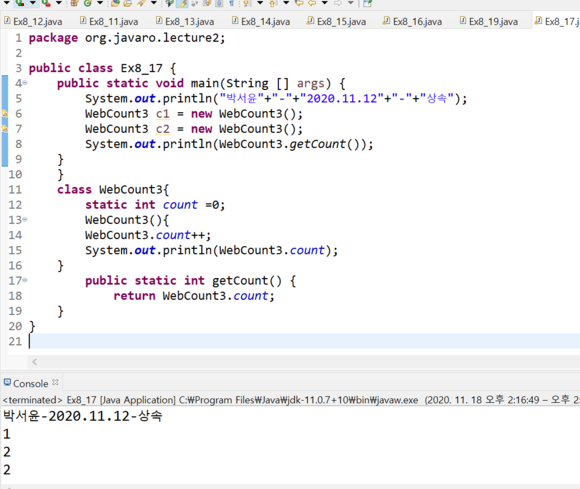 Ex8_12.java Ex8_11.java Ex8_13.java Ex8_14.java Ex8_15.java Ex8_16.java Ex8_19.java Ex8_17.j
1 package org.javaro.lecture2;
2
3 public class Ex8_17 {
4 public static void main(String [] args) {
5 System.out.println("박서윤"+"-"+"2020.11.12"+"-"+"상속");
6 WebCount3 c1 = new WebCount3();
7 WebCount3 c2 = new WebCount3();
8 System.out.println(WebCount3.getCount());
9 }
10 }
11 class WebCount3{
12 static int count =0;
13 WebCount3(){
14 WebCount3.count++;
15 System.out.println(WebCount3.count);
16 }
17 public static int getCount() {
18 return WebCount3.count;
19 }
20 }
21
Console
<terminated> Ex8_17 [Java Application] C:₩Program Files₩Java₩jdk-11.0.7+10₩bin₩javaw.exe (2020. 11. 18 오후 2:16:49 – 오후 2:
박서윤-2020.11.12-상속
1
2
2